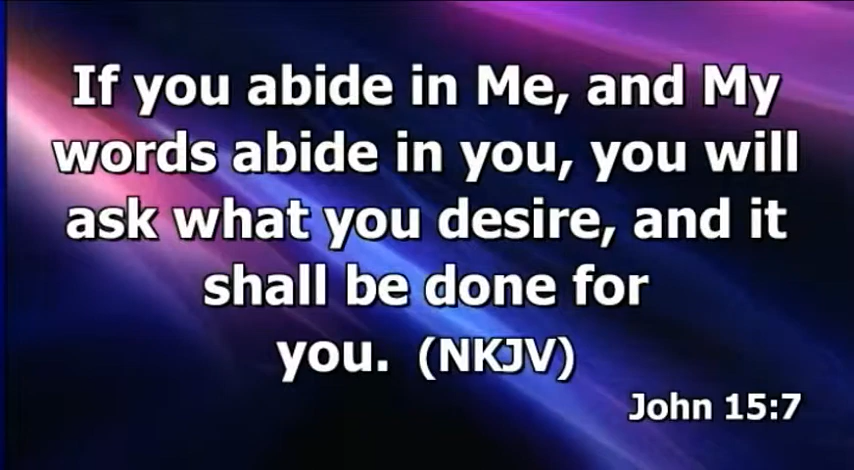 If you abide in Me, and My
words abide in you, you will
ask what you desire, and it
shall be done for
you. (NKJV)
John 15:7